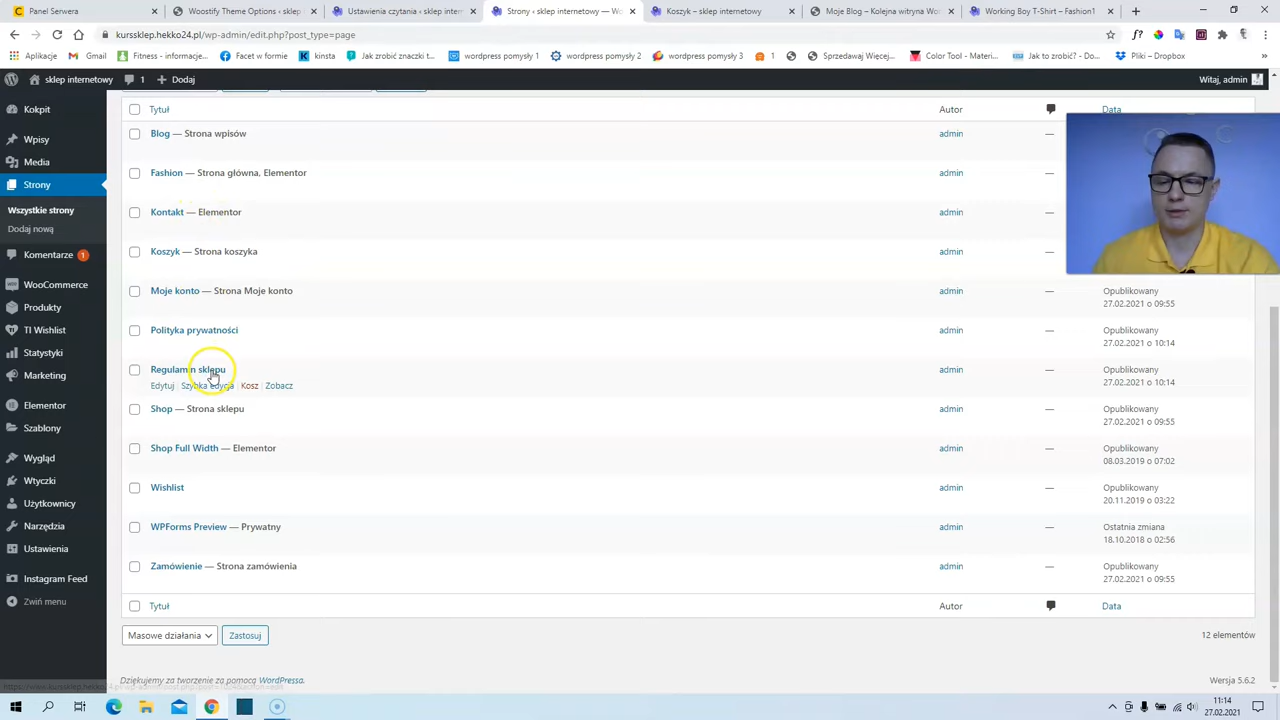 Panel Serwera
Woostify Theme Options ‹ sklep
Ustawienia czytania ‹ sklep inter
Strony ‹ sklep internetowy — Wo
Koszyk – sklep internetowy
Moje Blog – Kolejna witryna Wo
Working Boy T-Shirt – Fashion1
kurssklep.hekko24.pl/wp-admin/edit.php?post_type=page
Aplikacje
Gmail
Fitness - informacje...
Facet w formie
kinsta
Jak zrobić znaczki t...
wordpress pomysły 1
wordpress pomysły 2
wordpress pomysły 3
1
Sprzedawaj Więcej,...
Color Tool - Materi...
Jak to zrobić? - Do...
Pliki – Dropbox
sklep internetowy
1
Dodaj
Witaj, admin
Kokpit
Wpisy
Media
Strony
Wszystkie strony
Dodaj nową
Komentarze 1
WooCommerce
Produkty
TI Wishlist
Statystyki
Marketing
Elementor
Szablony
Wygląd
Wtyczki
Użytkownicy
Narzędzia
Ustawienia
Instagram Feed
Zwiń menu
Tytuł Autor Data
Blog — Strona wpisów admin —
Fashion — Strona główna, Elementor admin —
Kontakt — Elementor admin —
Koszyk — Strona koszyka admin —
Moje konto — Strona Moje konto admin — Opublikowany
27.02.2021 o 09:55
Polityka prywatności admin — Opublikowany
27.02.2021 o 10:14
Regulamin sklepu admin — Opublikowany
Edytuj | Szybka edycja | Kosz | Zobacz 27.02.2021 o 10:14
Shop — Strona sklepu admin — Opublikowany
27.02.2021 o 09:55
Shop Full Width — Elementor admin — Opublikowany
08.03.2019 o 07:02
Wishlist admin — Opublikowany
20.11.2019 o 03:22
WPForms Preview — Prywatny admin — Ostatnia zmiana
18.10.2018 o 02:56
Zamówienie — Strona zamówienia admin — Opublikowany
27.02.2021 o 09:55
Tytuł Autor Data
Masowe działania Zastosuj 12 elementów
Dziękujemy za tworzenie za pomocą WordPressa. Wersja 5.6.2
11:14
27.02.2021